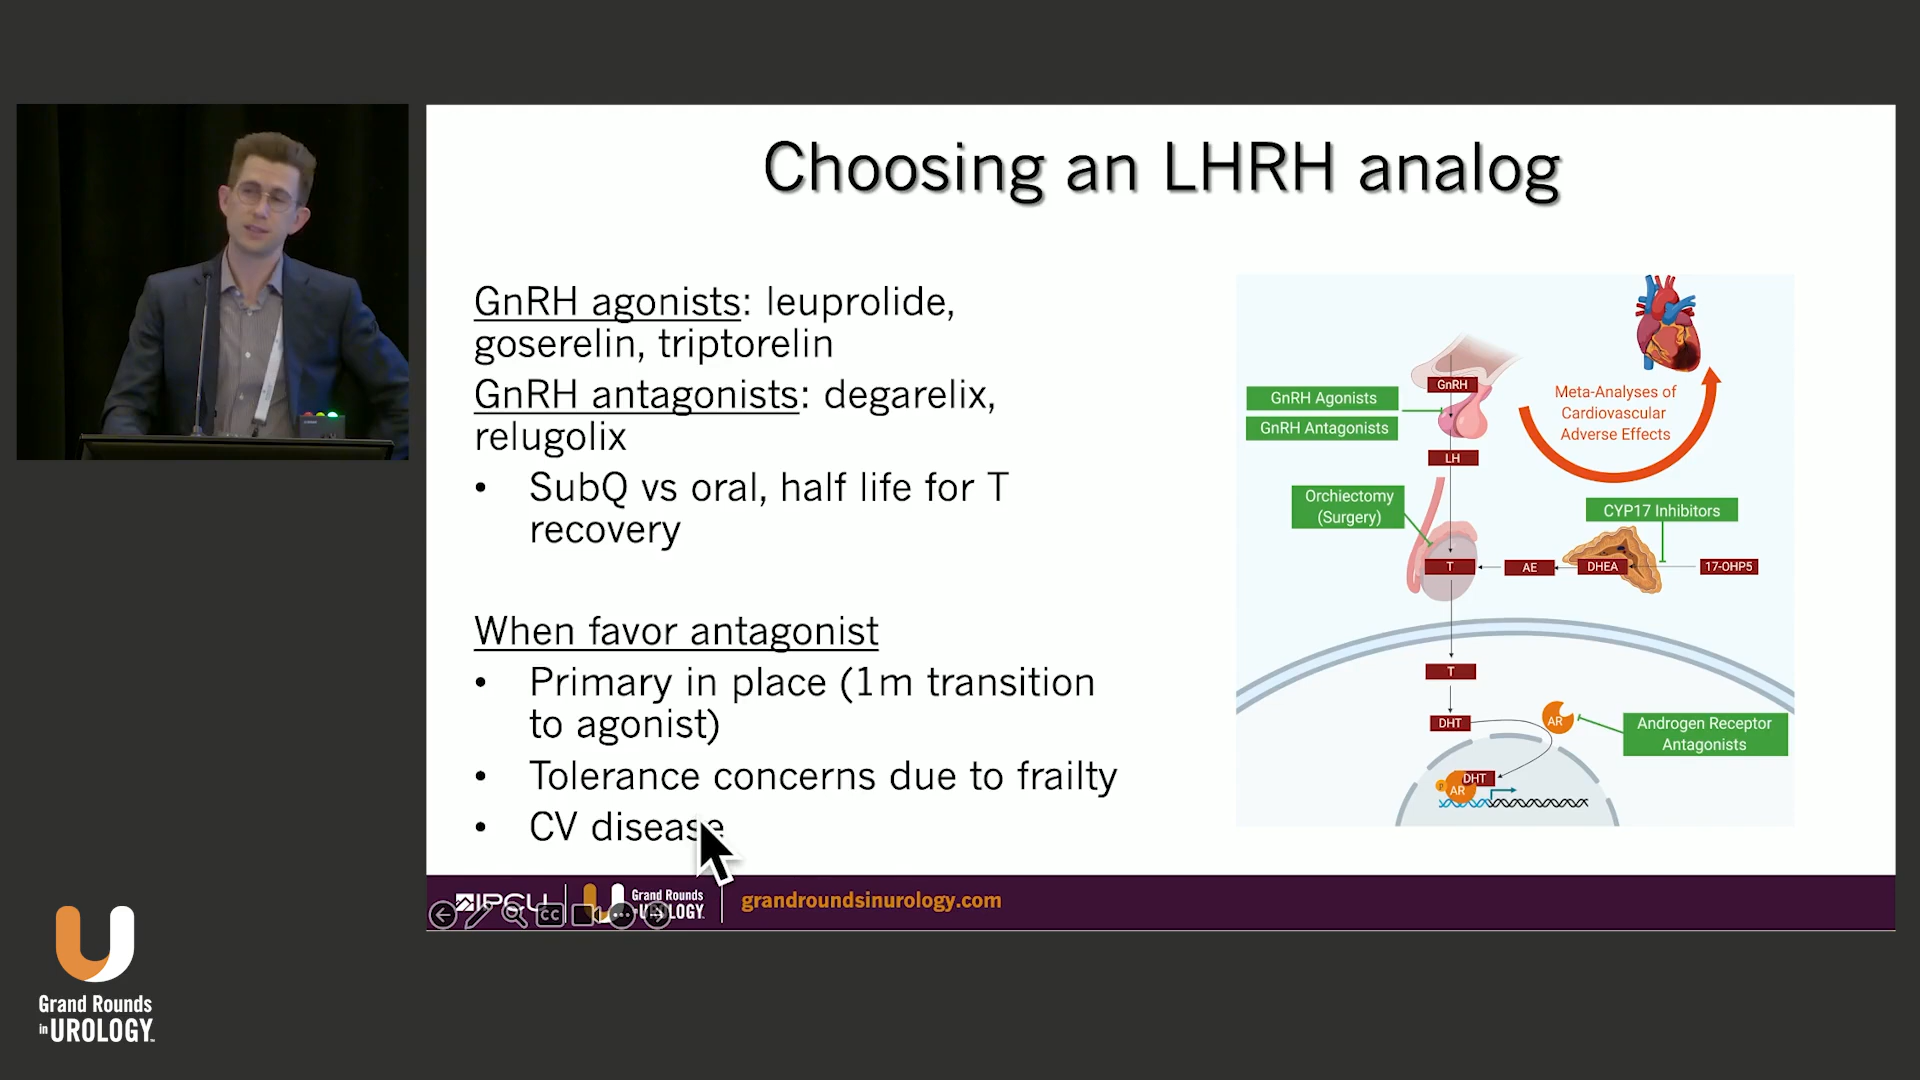 Choosing an LHRH analog
GnRH agonists: leuprolide,
goserelin, triptorelin
GnRH antagonists: degarelix,
relugolix
• SubQ vs oral, half life for T
recovery
When favor antagonist
• Primary in place (1m transition
to agonist)
• Tolerance concerns due to frailty
• CV disease
GnRH
GnRH Agonists
GnRH Antagonists
LH
Meta-Analyses of
Cardiovascular
Adverse Effects
Orchiectomy
(Surgery)
CYP17 Inhibitors
T
AE
DHEA
17-OHP5
T
DHT
AR
Androgen Receptor
Antagonists
DHT
AR
Grand Rounds
UROLOGY
cc
grandroundsinurology.com
Grand Rounds
in UROLOGY™